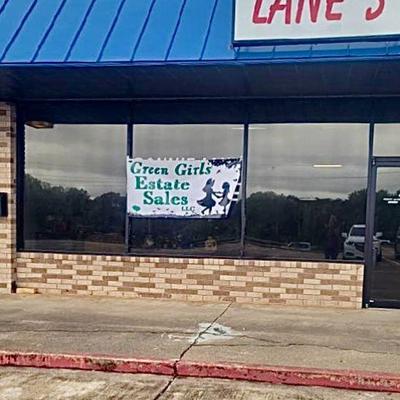 LANE'S
Green Girls
Estate
Sales
LLC